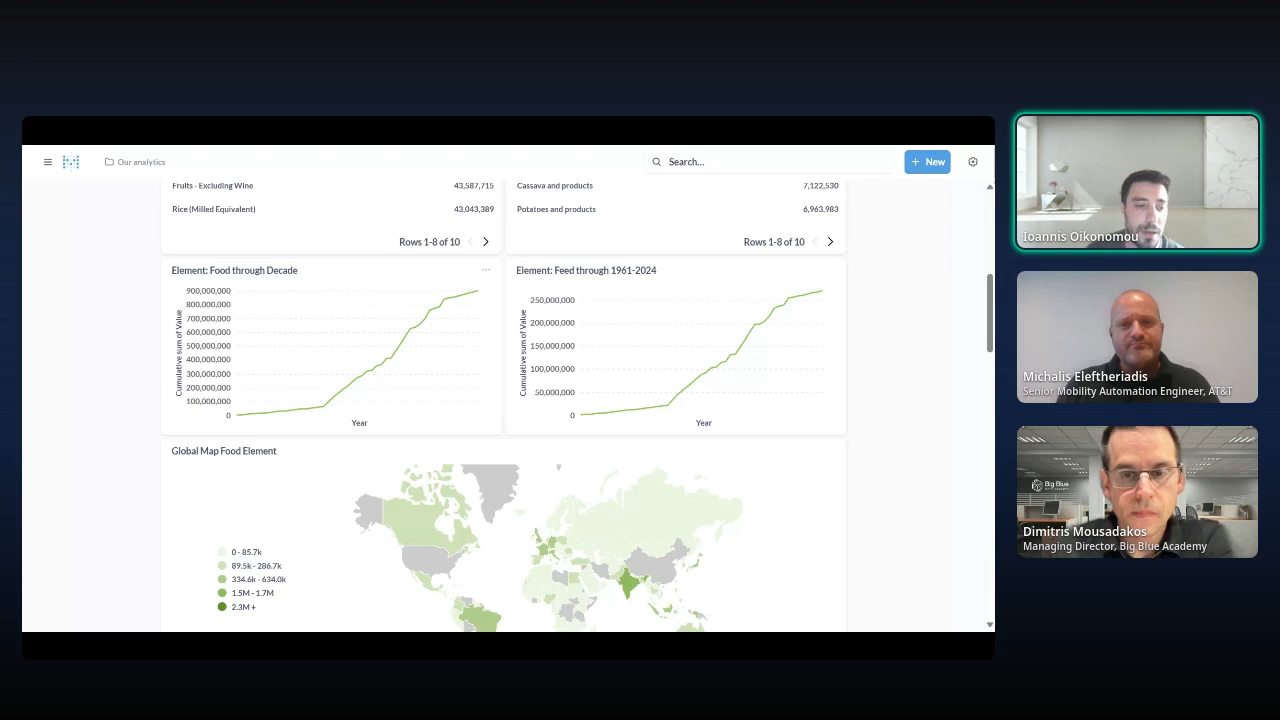 Our analytics
Search...
+ New
Fruits - Excluding Wine 43,587,715
Rice (Milled Equivalent) 43,043,389
Rows 1-8 of 10
Cassava and products 7,122,530
Potatoes and products 6,963,983
Rows 1-8 of 10
Element: Food through Decade
Cumulative sum of Value
900,000,000
800,000,000
700,000,000
600,000,000
500,000,000
400,000,000
300,000,000
200,000,000
100,000,000
0
Year
Element: Feed through 1961-2024
Cumulative sum of Value
250,000,000
200,000,000
150,000,000
100,000,000
50,000,000
0
Year
Global Map Food Element
0 - 85.7k
89.5k - 286.7k
334.6k - 634.0k
1.5M - 1.7M
2.3M +
Ioannis Oikonomou
Michalis Eleftheriadis
Senior Mobility Automation Engineer, AT&T
Big Blue
Dimitris Mousadakos
Managing Director, Big Blue Academy